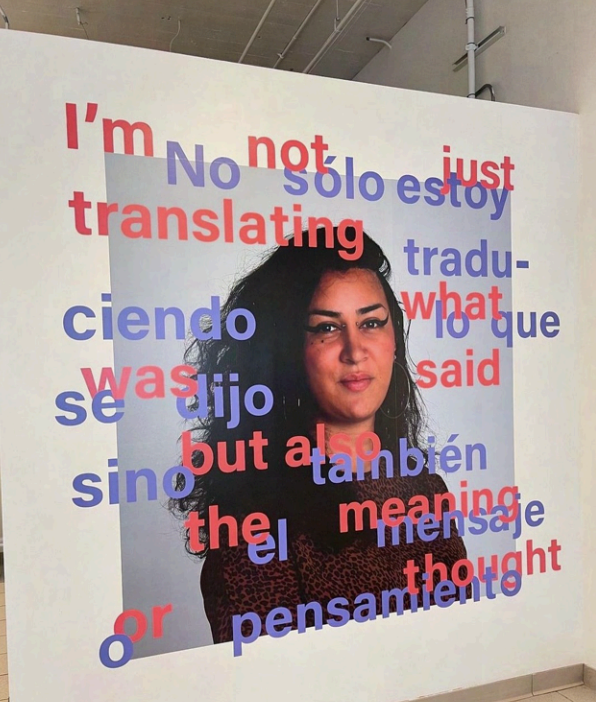 I'm not just
No sólo estoy
translating
tradu-
what
ciendo lo que
was said
se dijo
but also
sino también
the meaning
el mensaje
thought
or
o pensamiento